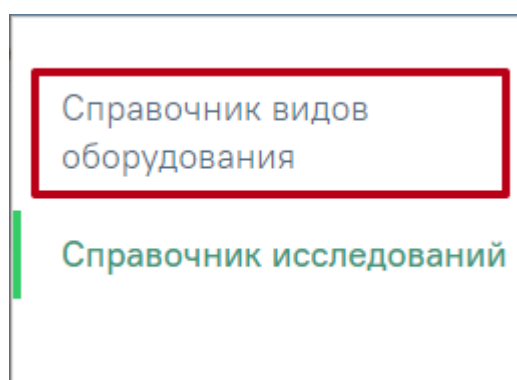 Справочник видов
оборудования
Справочник исследований